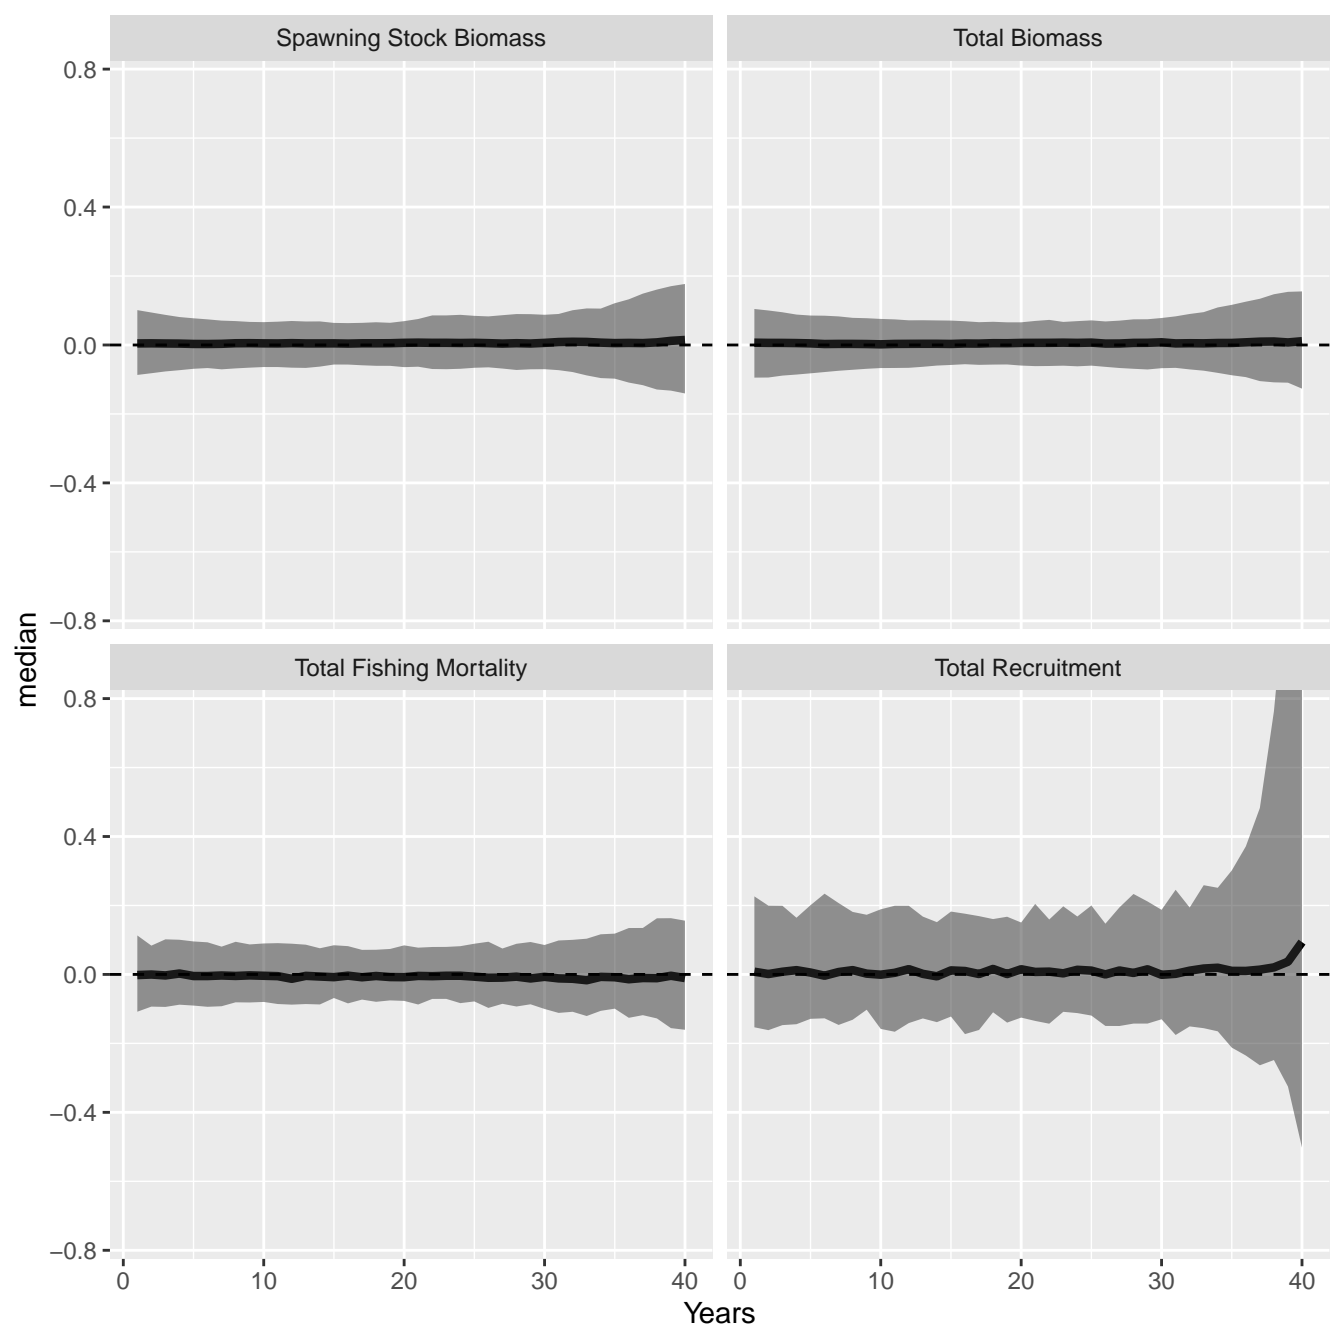 Spawning Stock Biomass
Total Biomass
0.8
0.4
0.0
−0.4
−0.8
median
Total Fishing Mortality
Total Recruitment
0.8
0.4
0.0
−0.4
−0.8
0 10 20 30 40
0 10 20 30 40
Years